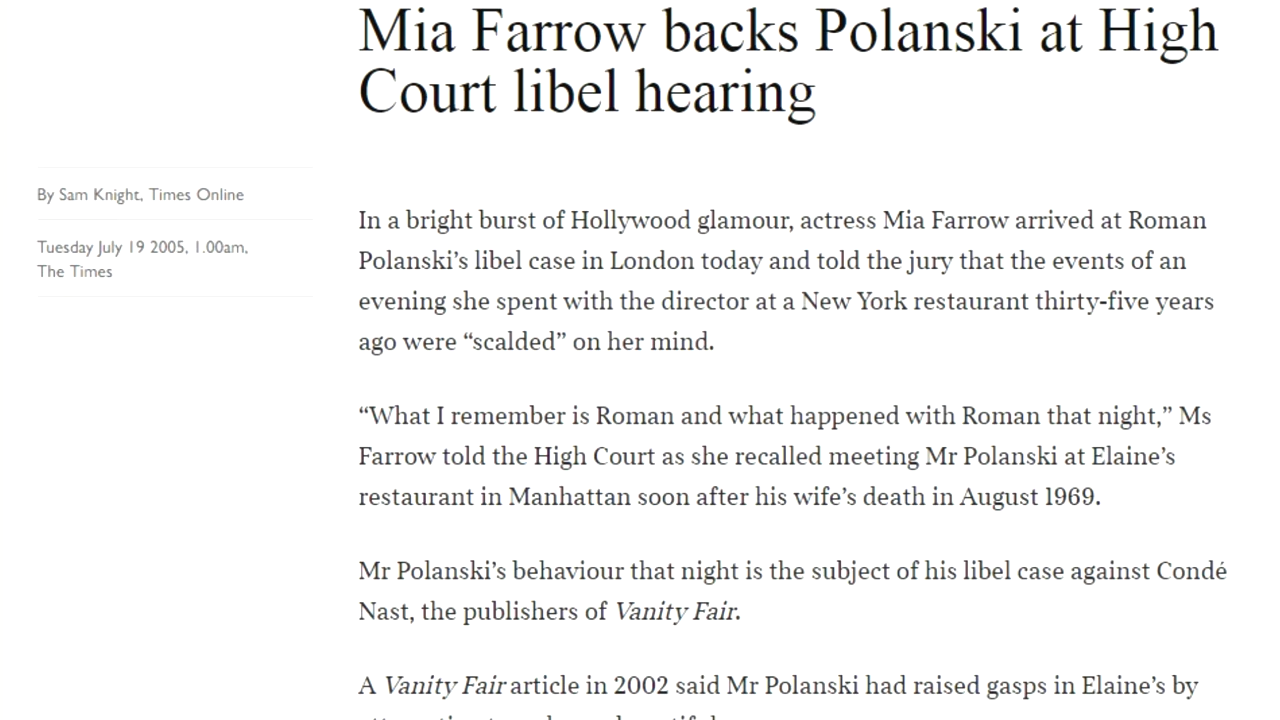 Mia Farrow backs Polanski at High
Court libel hearing
By Sam Knight, Times Online
Tuesday July 19 2005, 1.00am,
The Times
In a bright burst of Hollywood glamour, actress Mia Farrow arrived at Roman
Polanski’s libel case in London today and told the jury that the events of an
evening she spent with the director at a New York restaurant thirty-five years
ago were “scalded” on her mind.
“What I remember is Roman and what happened with Roman that night,” Ms
Farrow told the High Court as she recalled meeting Mr Polanski at Elaine’s
restaurant in Manhattan soon after his wife’s death in August 1969.
Mr Polanski’s behaviour that night is the subject of his libel case against Condé
Nast, the publishers of Vanity Fair.
A Vanity Fair article in 2002 said Mr Polanski had raised gasps in Elaine’s by